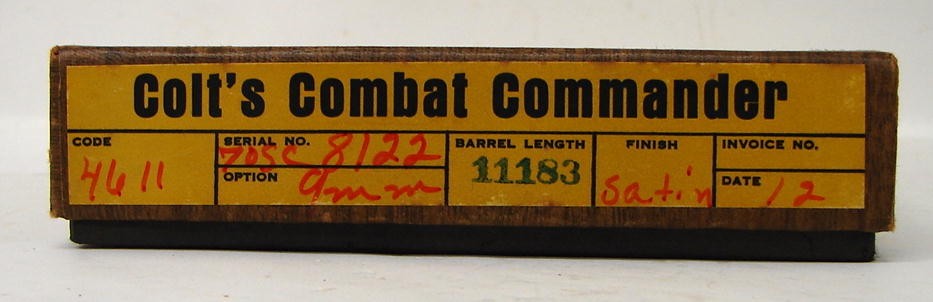 Colt's Combat Commander
CODE
4611
SERIAL NO. 70SC 8122
OPTION 9mm
BARREL LENGTH
11183
FINISH
Satin
INVOICE NO.
DATE 12